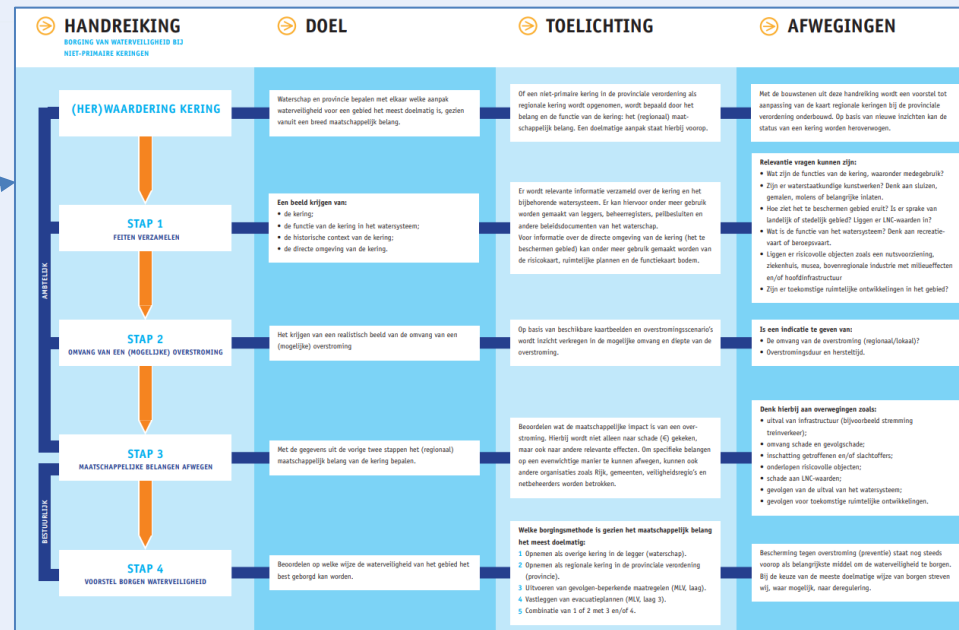 HANDREIKING
BORGING VAN WATERVEILIGHEID BIJ
NIET-PRIMAIRE KERINGEN
DOEL
TOELICHTING
AFWEGINGEN
(HER)WAARDERING KERING
Waterschap en provincie bepalen met elkaar welke aanpak
waterveiligheid voor een gebied het meest doelmatig is, gezien
vanuit een breed maatschappelijk belang.
Of een niet-primaire kering in de provinciale verordening als
regionale kering wordt opgenomen, wordt bepaald door het
belang en de functie van de kering: het (regionaal) maat-
schappelijk belang. Een doelmatige aanpak staat hierbij voorop.
Met de bouwstenen uit deze handreiking wordt een voorstel tot
aanpassing van de kaart regionale keringen bij de provinciale
verordening onderbouwd. Op basis van nieuwe inzichten kan de
status van een kering worden heroverwogen.
AMBTELIJK
STAP 1
FEITEN VERZAMELEN
Een beeld krijgen van:
• de kering;
• de functie van de kering in het watersysteem;
• de historische context van de kering;
• de directe omgeving van de kering.
Er wordt relevante informatie verzameld over de kering en het
bijbehorende watersysteem. Er kan hiervoor onder meer gebruik
worden gemaakt van leggers, beheerregisters, peilbesluiten en
andere beleidsdocumenten van het waterschap.
Voor informatie over de directe omgeving van de kering (het te
beschermen gebied) kan onder meer gebruik gemaakt worden van
de risicokaart, ruimtelijke plannen en de functiekaart bodem.
Relevantie vragen kunnen zijn:
• Wat zijn de functies van de kering, waaronder medegebruik?
• Zijn er waterstaatkundige kunstwerken? Denk aan sluizen,
gemalen, molens of belangrijke inlaten.
• Hoe ziet het te beschermen gebied eruit? Is er sprake van
landelijk of stedelijk gebied? Liggen er LNC-waarden in?
• Wat is de functie van het watersysteem? Denk aan recreatie-
vaart of beroepsvaart.
• Liggen er risicovolle objecten zoals een nutsvoorziening,
ziekenhuis, musea, bovenregionale industrie met milieueffecten
en/of hoofdinfrastructuur
• Zijn er toekomstige ruimtelijke ontwikkelingen in het gebied?
STAP 2
OMVANG VAN EEN (MOGELIJKE) OVERSTROMING
Het krijgen van een realistisch beeld van de omvang van een
(mogelijke) overstroming
Op basis van beschikbare kaartbeelden en overstromingsscenario's
wordt inzicht verkregen in de mogelijke omvang en diepte van de
overstroming.
Is een indicatie te geven van:
• De omvang van de overstroming (regionaal/lokaal)?
• Overstromingsduur en hersteltijd.
STAP 3
MAATSCHAPPELIJKE BELANGEN AFWEGEN
Met de gegevens uit de vorige twee stappen het (regionaal)
maatschappelijk belang van de kering bepalen.
Beoordelen wat de maatschappelijke impact is van een over-
stroming. Hierbij wordt niet alleen naar schade (€) gekeken,
maar ook naar andere relevante effecten. Om specifieke belangen
op een evenwichtige manier te kunnen afwegen, kunnen ook
andere organisaties zoals Rijk, gemeenten, veiligheidsregio's en
netbeheerders worden betrokken.
Denk hierbij aan overwegingen zoals:
• uitval van infrastructuur (bijvoorbeeld stremming
treinverkeer);
• omvang schade en gevolgschade;
• inschatting getroffenen en/of slachtoffers;
• onderlopen risicovolle objecten;
• schade aan LNC-waarden;
• gevolgen van de uitval van het watersysteem;
• gevolgen voor toekomstige ruimtelijke ontwikkelingen.
BESTUURLIJK
STAP 4
VOORSTEL BORGEN WATERVEILIGHEID
Beoordelen op welke wijze de waterveiligheid van het gebied het
best geborgd kan worden.
Welke borgingsmethode is gezien het maatschappelijk belang
het meest doelmatig:
1 Opnemen als overige kering in de legger (waterschap).
2 Opnemen als regionale kering in de provinciale verordening
(provincie).
3 Uitvoeren van gevolgen-beperkende maatregelen (MLV, laag).
4 Vastleggen van evacuatieplannen (MLV, laag 3).
5 Combinatie van 1 of 2 met 3 en/of 4.
Bescherming tegen overstroming (preventie) staat nog steeds
voorop als belangrijkste middel om de waterveiligheid te borgen.
Bij de keuze van de meeste doelmatige wijze van borgen streven
wij, waar mogelijk, naar deregulering.